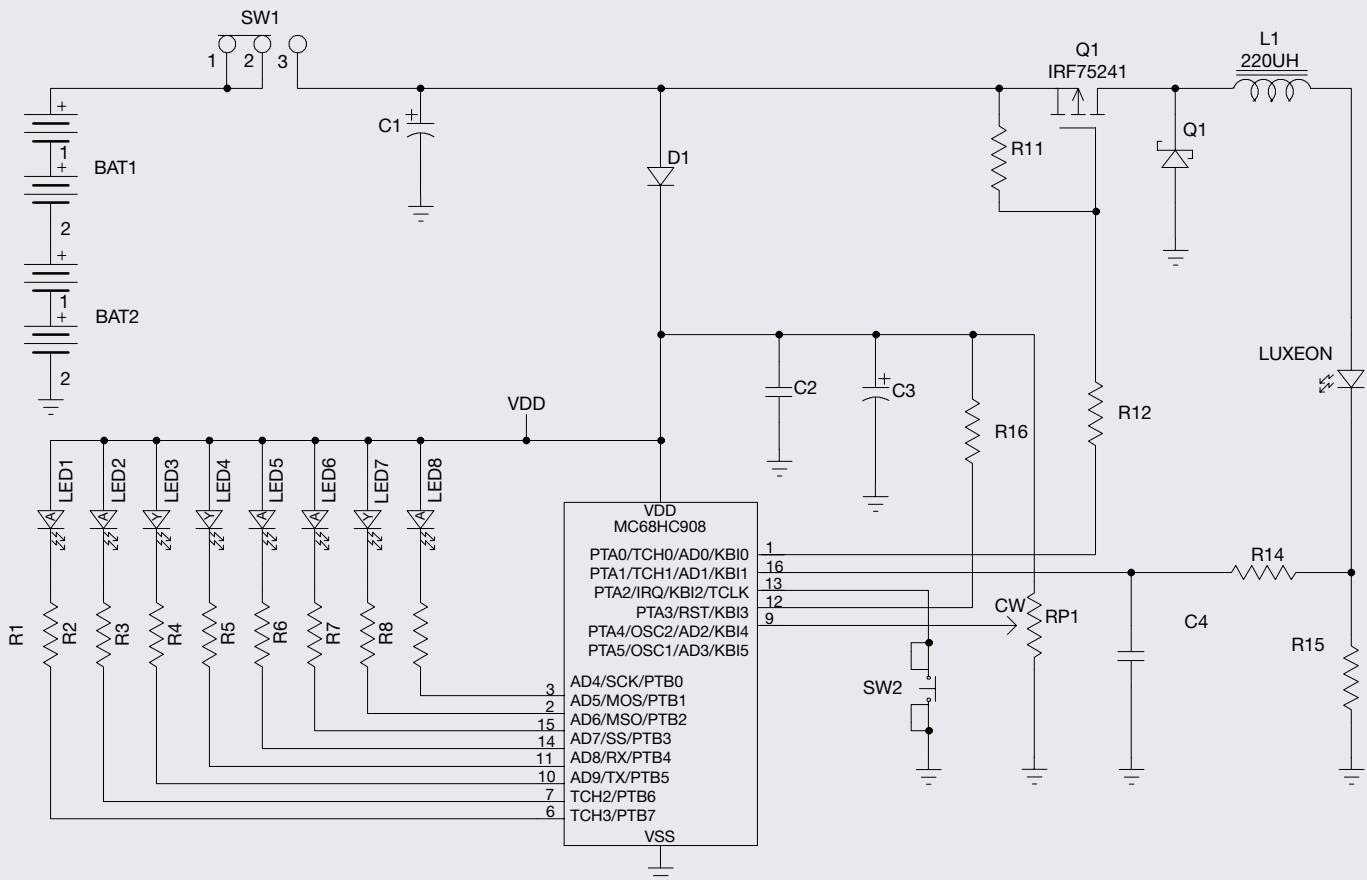 SW1
1 2 3
Q1
IRF75241
L1
220UH
+
1
BAT1
+
2
+
1
BAT2
+
2
+
C1
D1
R11
Q1
LUXEON
C2
+
C3
R16
R12
VDD
LED1
LED2
LED3
LED4
LED5
LED6
LED7
LED8
A
A
Y
Y
A
A
Y
A
R1
R2
R3
R4
R5
R6
R7
R8
VDD
MC68HC908
PTA0/TCH0/AD0/KBI0 1
PTA1/TCH1/AD1/KBI1 16
PTA2/IRQ/KBI2/TCLK 13
PTA3/RST/KBI3 12
PTA4/OSC2/AD2/KBI4 9
PTA5/OSC1/AD3/KBI5
3 AD4/SCK/PTB0
2 AD5/MOS/PTB1
15 AD6/MSO/PTB2
14 AD7/SS/PTB3
11 AD8/RX/PTB4
10 AD9/TX/PTB5
7 TCH2/PTB6
6 TCH3/PTB7
VSS
CW
RP1
SW2
R14
C4
R15